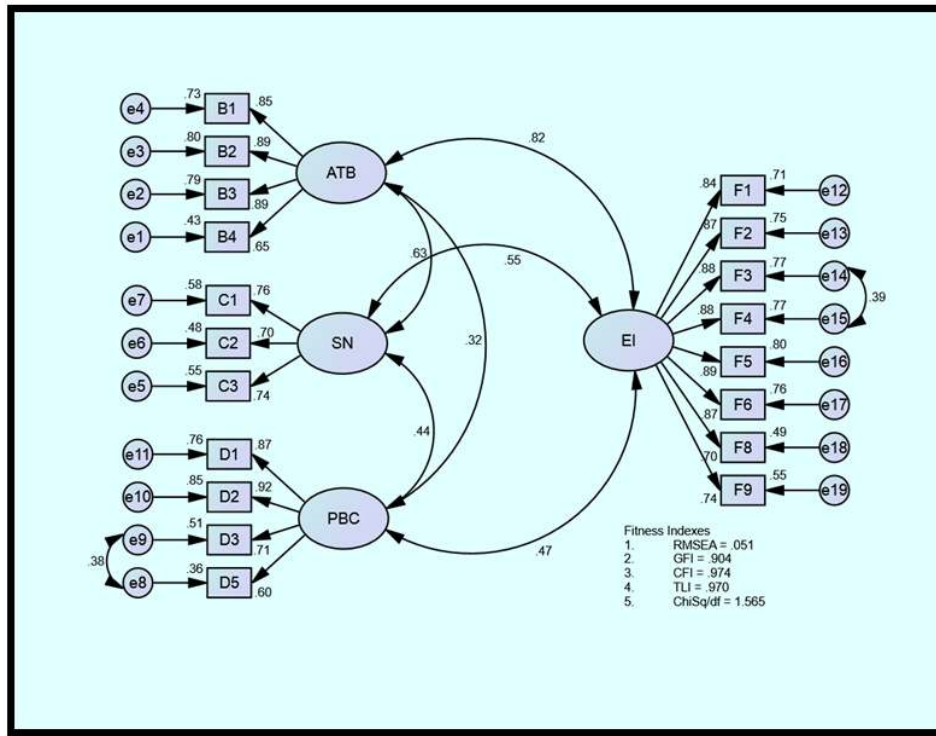 .73
.85
e4
B1
.80
.89
e3
B2
ATB
.79
e2
B3
.89
.43
e1
B4
.65
.82
.63
.58
.76
e7
C1
.48
.70
e6
C2
SN
.55
e5
C3
.74
.55
.32
.44
.76
.87
e11
D1
.85
.92
e10
D2
PBC
.51
e9
D3
.71
.38
.36
e8
D5
.60
.47
EI
.84
F1
.71
e12
.87
F2
.75
e13
.88
F3
.77
e14
.39
.88
F4
.77
e15
F5
.80
e16
.89
F6
.76
e17
.87
F8
.49
e18
.70
F9
.55
e19
.74
Fitness Indexes
1. RMSEA = .051
2. GFI = .904
3. CFI = .974
4. TLI = .970
5. ChiSq/df = 1.565